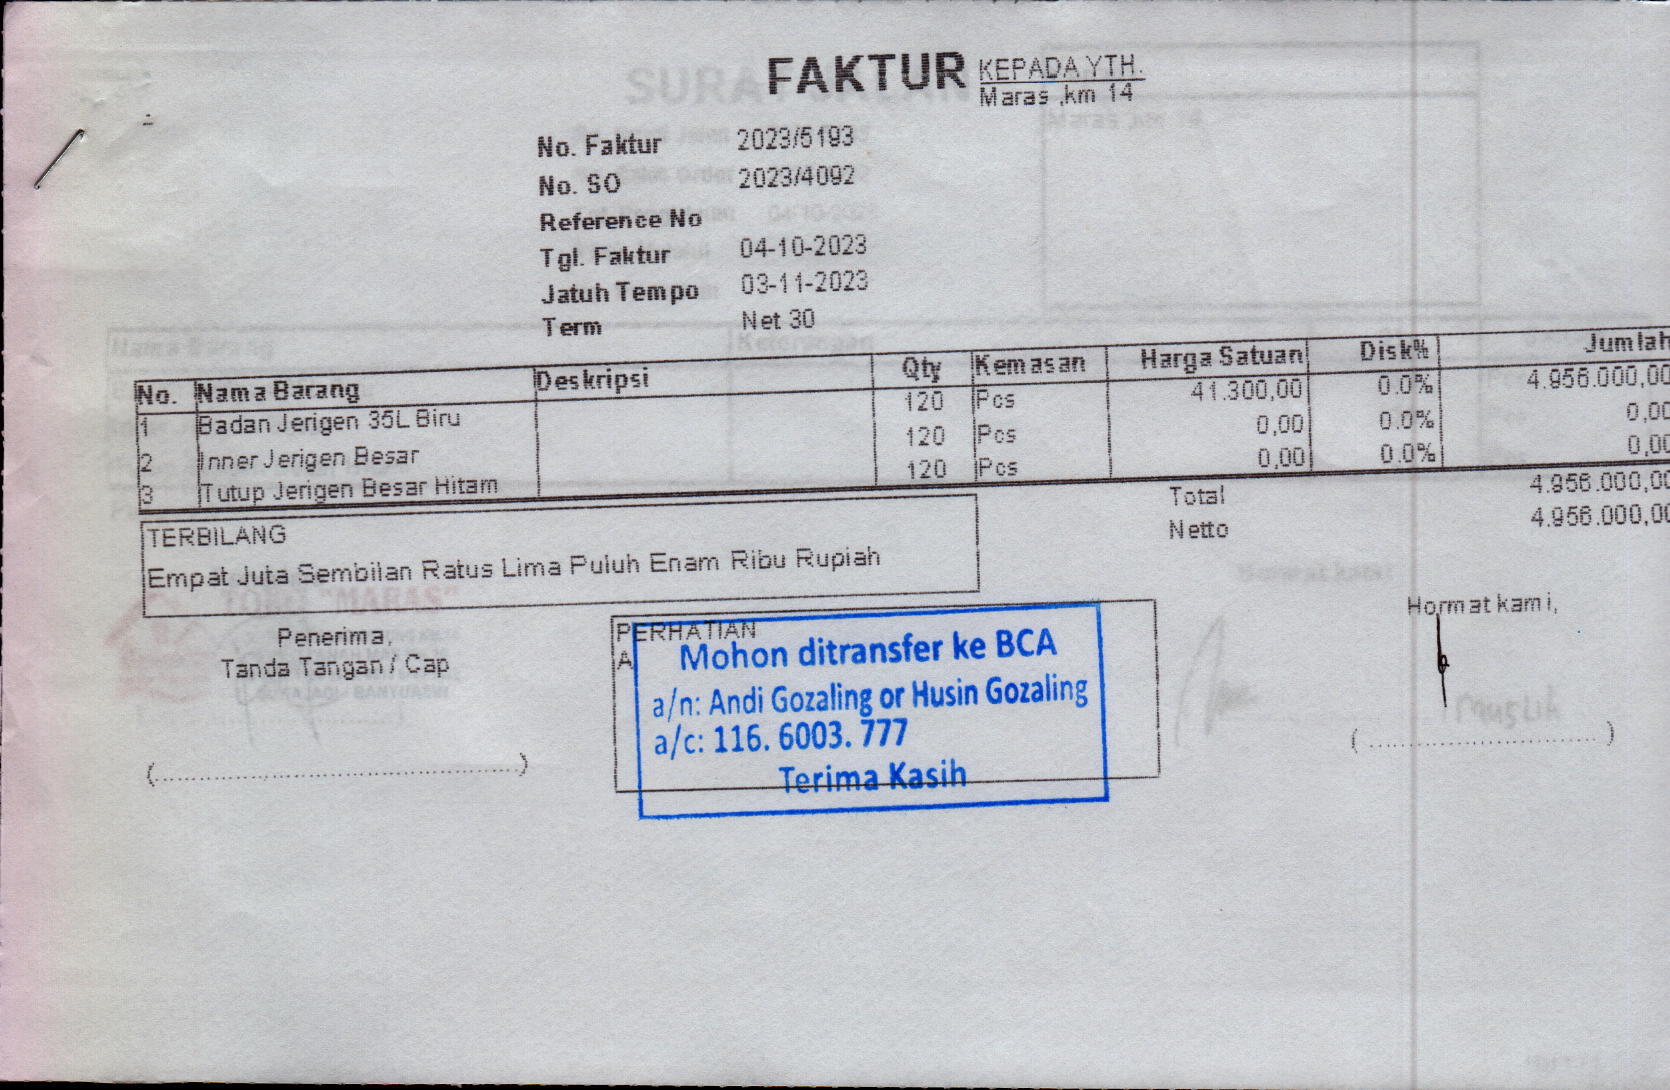 FAKTUR
KEPADA YTH.
Maras ,km 14
No. Faktur 2023/5193
No. SO 2023/4092
Reference No
Tgl. Faktur 04-10-2023
Jatuh Tempo 03-11-2023
Term Net 30
No. Nama Barang Deskripsi Qty Kemasan Harga Satuan Disk% Jumlah
1 Badan Jerigen 35L Biru 120 Pcs 41.300,00 0.0% 4.956.000,00
2 Inner Jerigen Besar 120 Pcs 0,00 0.0% 0,00
3 Tutup Jerigen Besar Hitam 120 Pcs 0,00 0.0% 0,00
Total 4.956.000,00
Netto 4.956.000,00
TERBILANG
Empat Juta Sembilan Ratus Lima Puluh Enam Ribu Rupiah
Penerima,
Tanda Tangan / Cap
(..........................................)
PERHATIAN
A
Mohon ditransfer ke BCA
a/n: Andi Gozaling or Husin Gozaling
a/c: 116. 6003. 777
Terima Kasih
Hormat kami,
Muslih
(..............................)